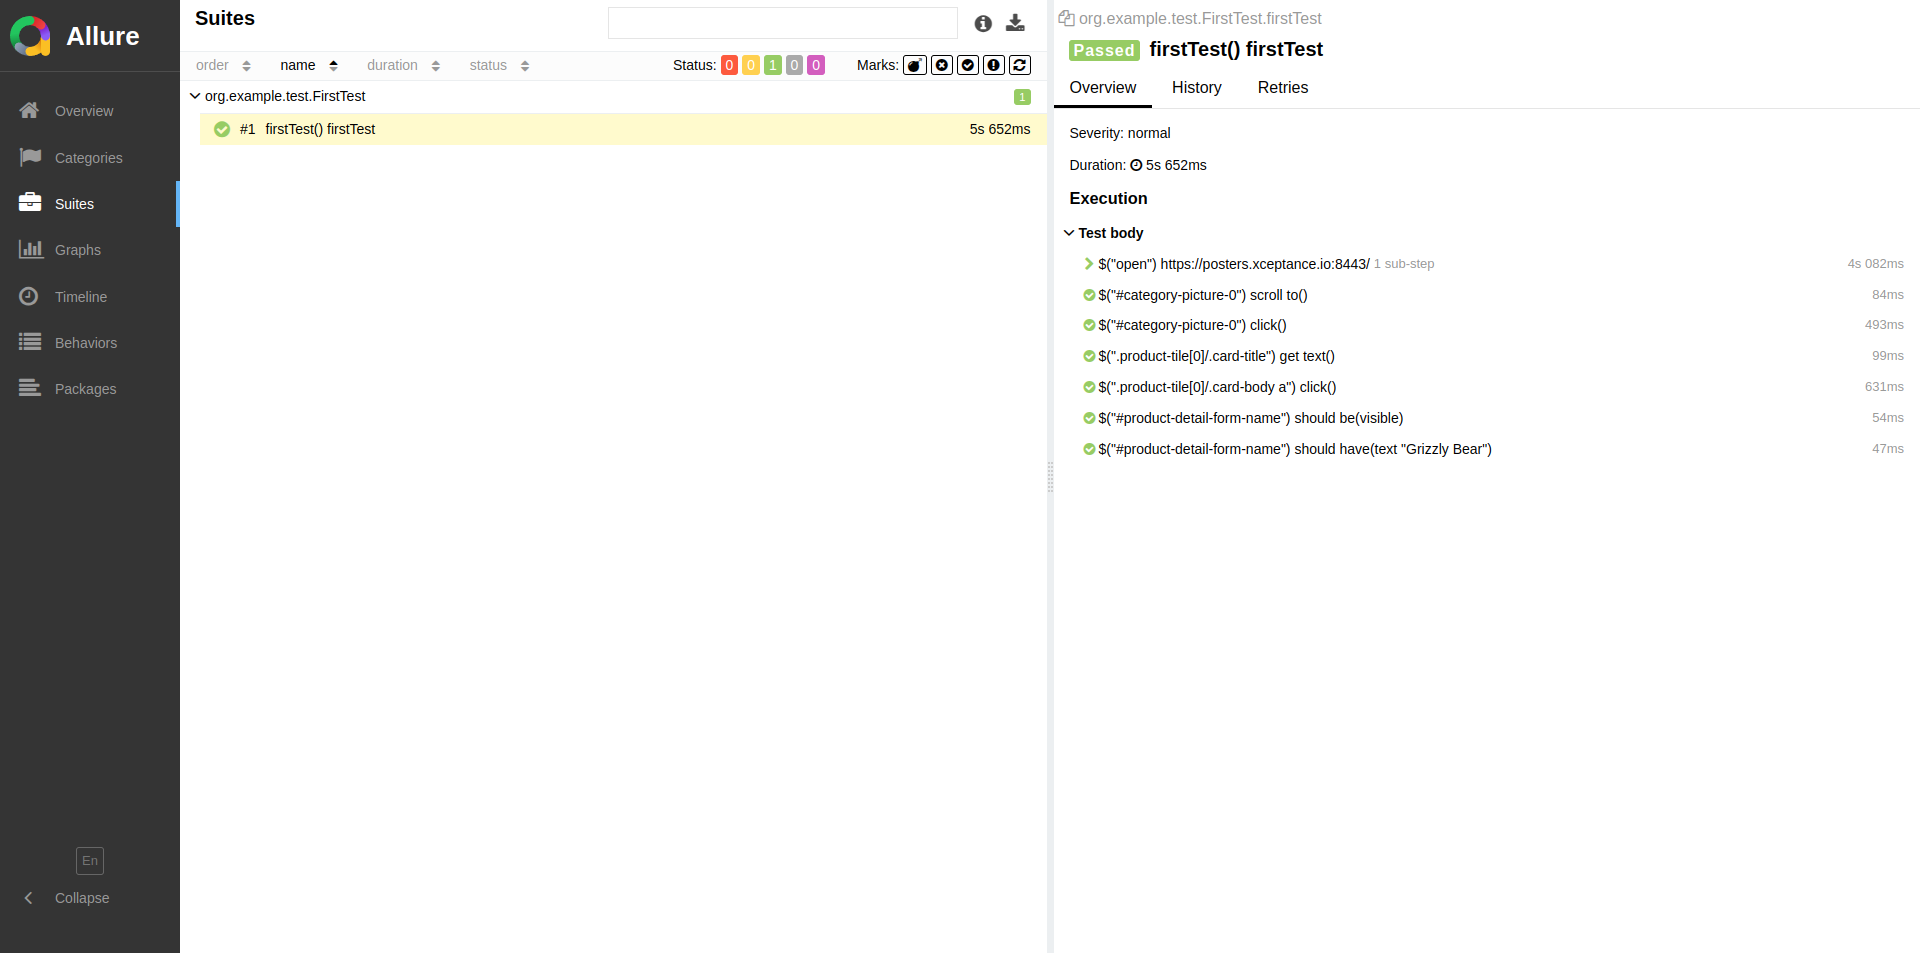 Allure
Overview
Categories
Suites
Graphs
Timeline
Behaviors
Packages
En
Collapse
Suites
order name duration status Status: 0 0 1 0 0 Marks:
org.example.test.FirstTest 1
#1 firstTest() firstTest 5s 652ms
org.example.test.FirstTest.firstTest
Passed firstTest() firstTest
Overview History Retries
Severity: normal
Duration: 5s 652ms
Execution
Test body
$("open") https://posters.xceptance.io:8443/ 1 sub-step 4s 082ms
$("#category-picture-0") scroll to() 84ms
$("#category-picture-0") click() 493ms
$(".product-tile[0]/.card-title") get text() 99ms
$(".product-tile[0]/.card-body a") click() 631ms
$("#product-detail-form-name") should be(visible) 54ms
$("#product-detail-form-name") should have(text "Grizzly Bear") 47ms